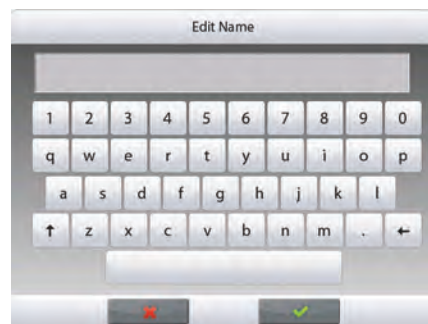 Edit Name
1 2 3 4 5 6 7 8 9 0
q w e r t y u i o p
a s d f g h j k l
↑ z x c v b n m . ←